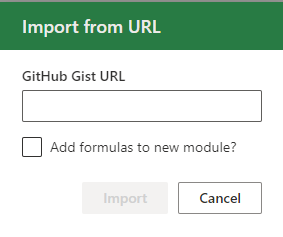 Import from URL
GitHub Gist URL
Add formulas to new module?
Import
Cancel